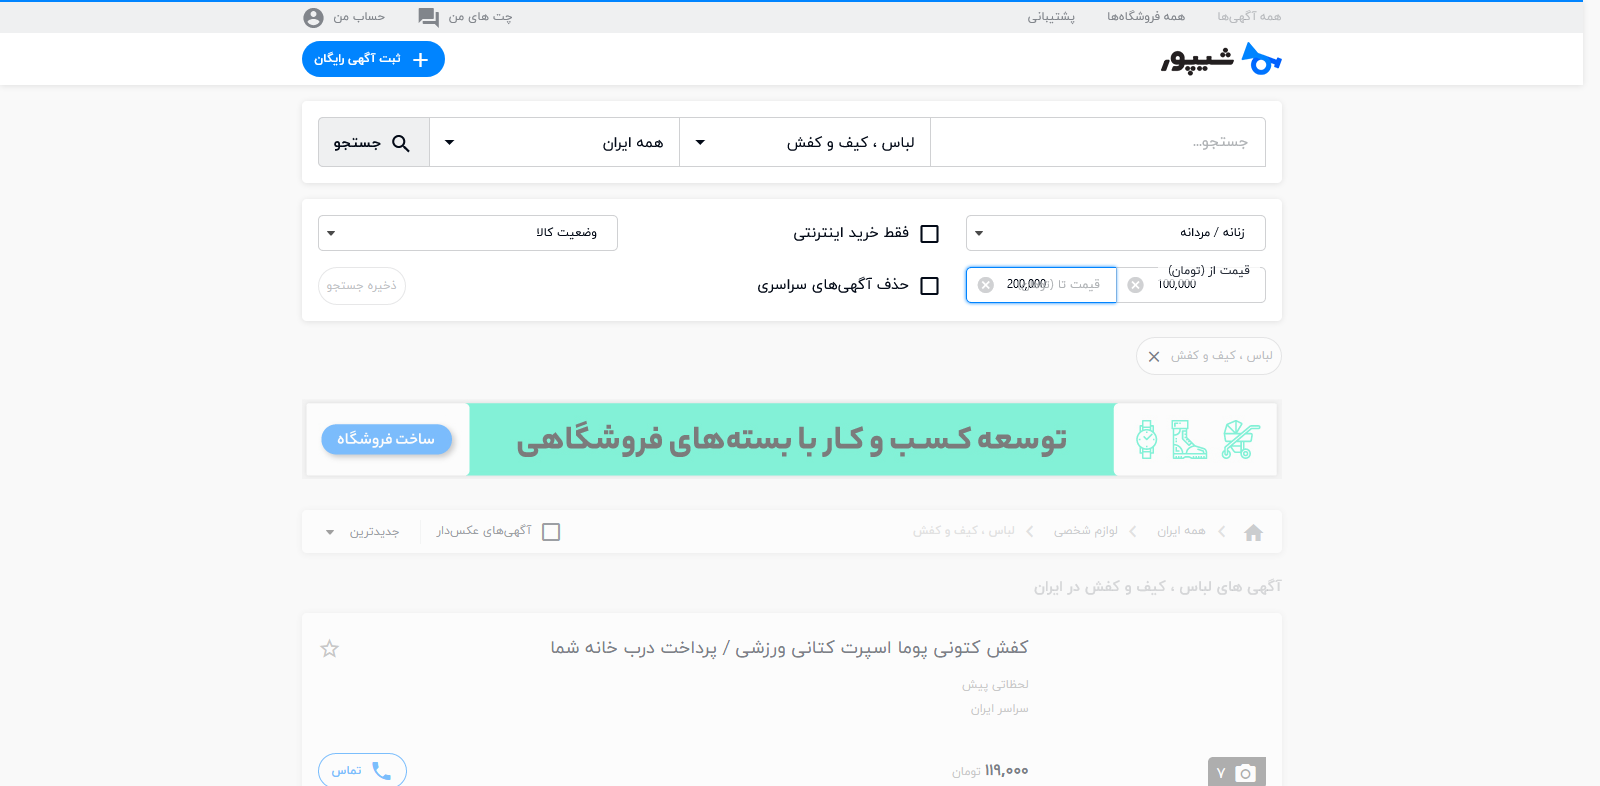 همه آگهی‌ها
همه فروشگاه‌ها
پشتیبانی
چت های من
حساب من
شیپور
ثبت آگهی رایگان
جستجو...
لباس ، کیف و کفش
همه ایران
جستجو
زنانه / مردانه
فقط خرید اینترنتی
وضعیت کالا
قیمت از (تومان)
100,000
قیمت تا (تومان)
200,000
حذف آگهی‌های سراسری
ذخیره جستجو
لباس ، کیف و کفش
توسعه کسب و کار با بسته‌های فروشگاهی
ساخت فروشگاه
همه ایران
لوازم شخصی
لباس ، کیف و کفش
آگهی‌های عکس‌دار
جدیدترین
آگهی های لباس ، کیف و کفش در ایران
کفش کتونی پوما اسپرت کتانی ورزشی / پرداخت درب خانه شما
لحظاتی پیش
سراسر ایران
۱۱۹,۰۰۰ تومان
۷
تماس